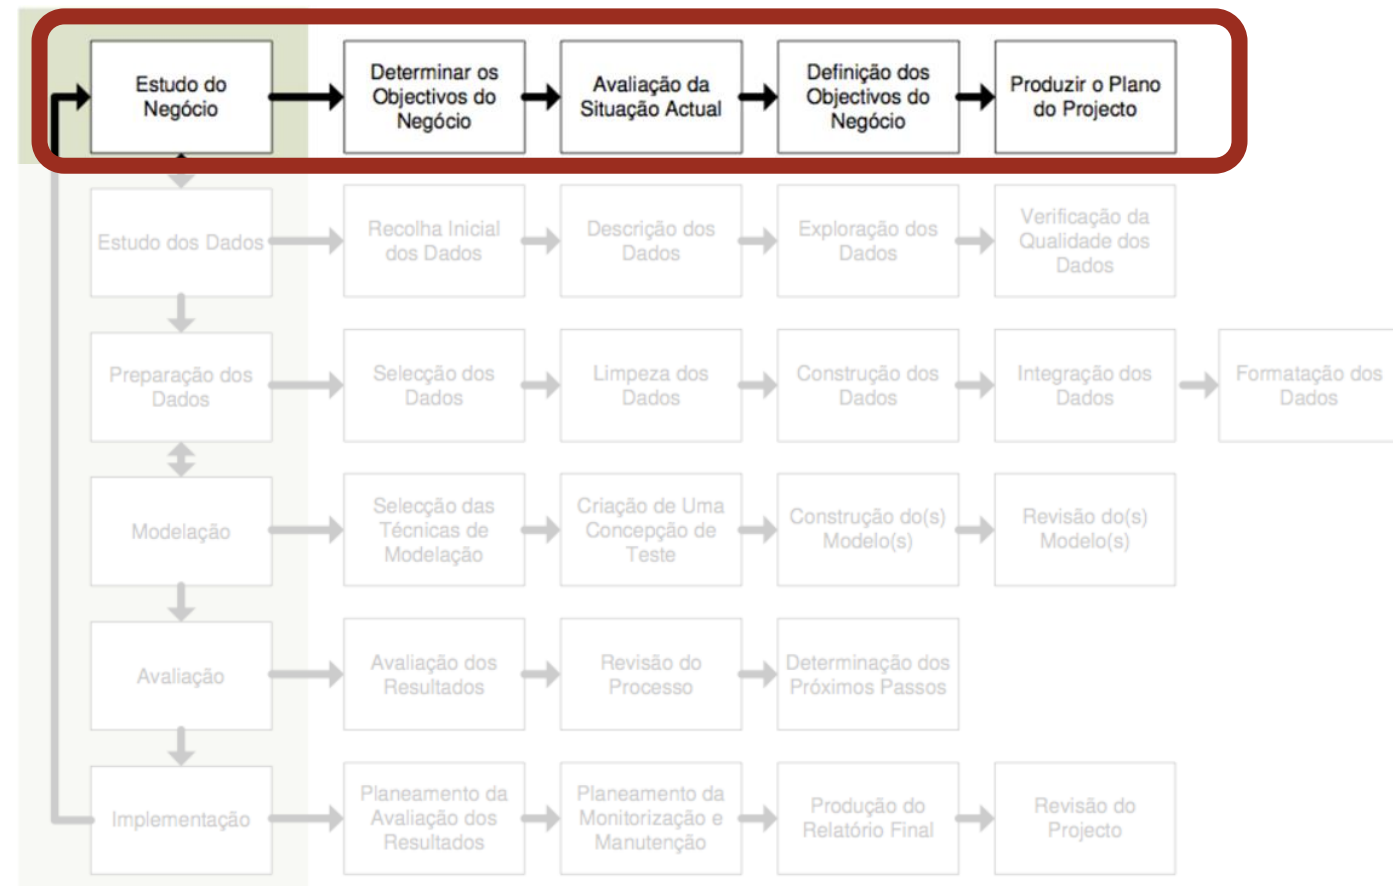 Estudo do
Negócio
Determinar os
Objectivos do
Negócio
Avaliação da
Situação Actual
Definição dos
Objectivos do
Negócio
Produzir o Plano
do Projecto
Estudo dos Dados
Recolha Inicial
dos Dados
Descrição dos
Dados
Exploração dos
Dados
Verificação da
Qualidade dos
Dados
Preparação dos
Dados
Selecção dos
Dados
Limpeza dos
Dados
Construção dos
Dados
Integração dos
Dados
Formatação dos
Dados
Modelação
Selecção das
Técnicas de
Modelação
Criação de Uma
Concepção de
Teste
Construção do(s)
Modelo(s)
Revisão do(s)
Modelo(s)
Avaliação
Avaliação dos
Resultados
Revisão do
Processo
Determinação dos
Próximos Passos
Implementação
Planeamento da
Avaliação dos
Resultados
Planeamento da
Monitorização e
Manutenção
Produção do
Relatório Final
Revisão do
Projecto